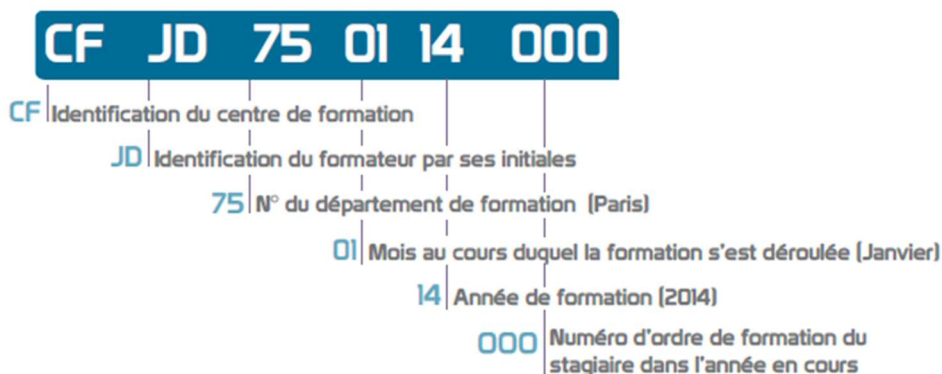 CF JD 75 01 14 000
CF Identification du centre de formation
JD Identification du formateur par ses initiales
75 N° du département de formation (Paris)
01 Mois au cours duquel la formation s'est déroulée (Janvier)
14 Année de formation (2014)
000 Numéro d'ordre de formation du
stagiaire dans l'année en cours